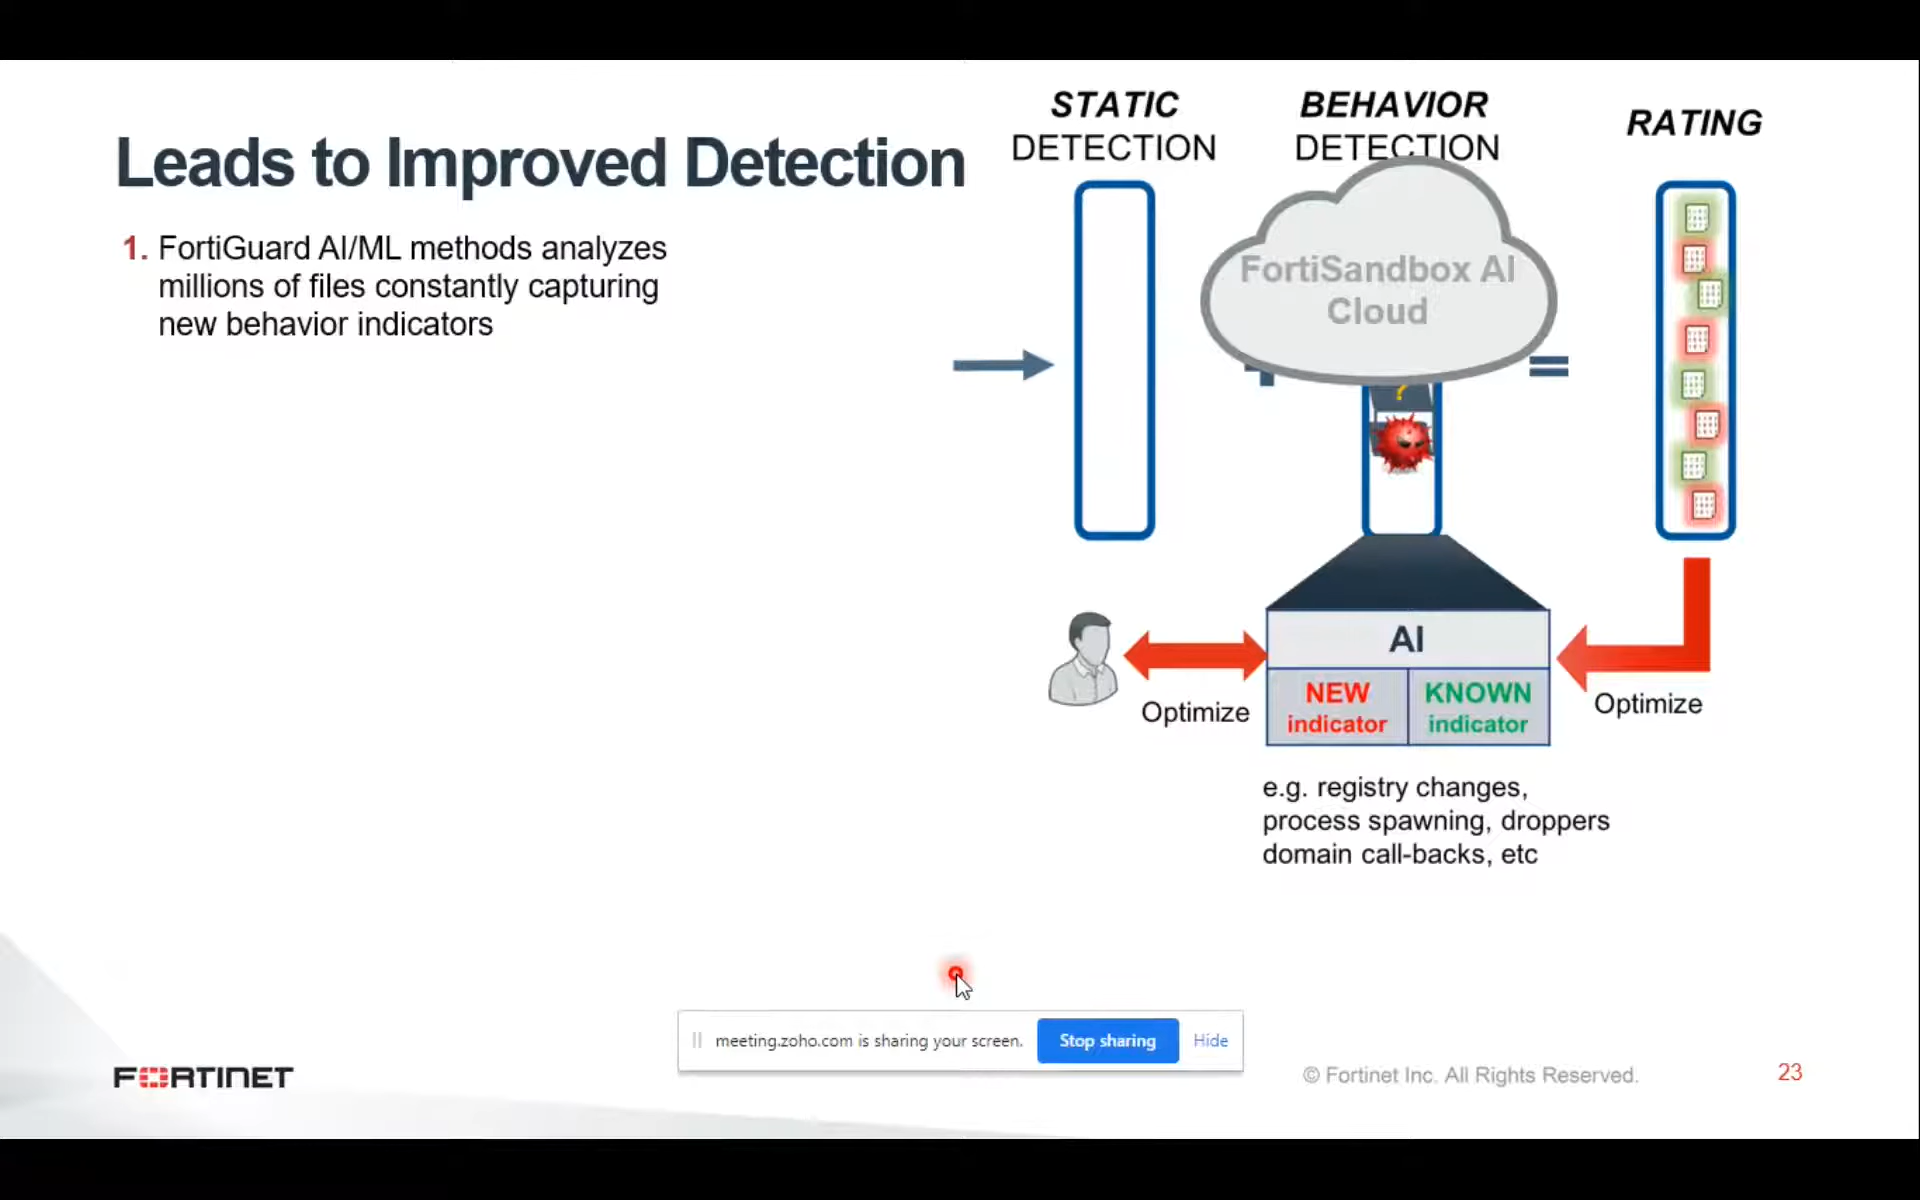 Leads to Improved Detection
1. FortiGuard AI/ML methods analyzes
millions of files constantly capturing
new behavior indicators
STATIC
DETECTION
BEHAVIOR
DETECTION
RATING
FortiSandbox AI
Cloud
?
AI
NEW
indicator
KNOWN
indicator
Optimize
Optimize
e.g. registry changes,
process spawning, droppers
domain call-backs, etc
meeting.zoho.com is sharing your screen.
Stop sharing
Hide
FORTINET
© Fortinet Inc. All Rights Reserved.
23